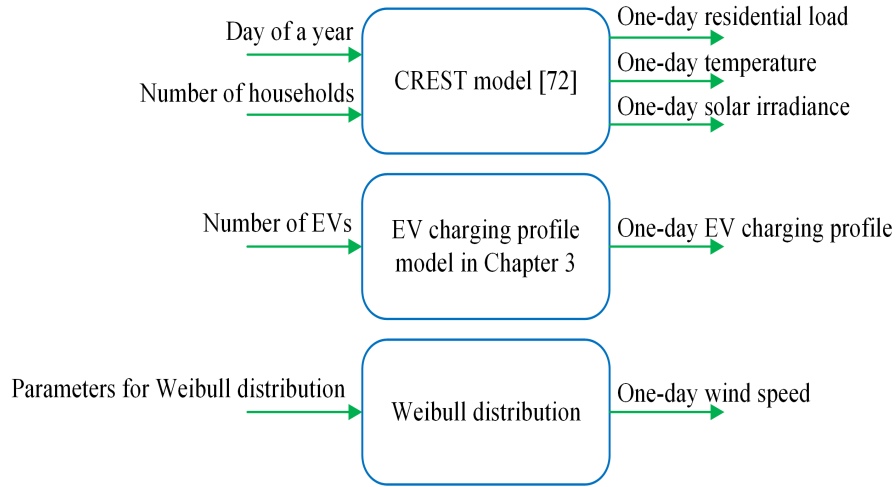 Day of a year
Number of households
CREST model [72]
One-day residential load
One-day temperature
One-day solar irradiance
Number of EVs
EV charging profile
model in Chapter 3
One-day EV charging profile
Parameters for Weibull distribution
Weibull distribution
One-day wind speed